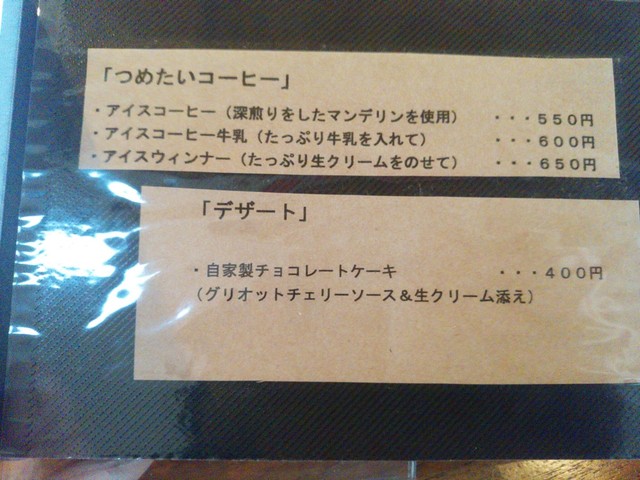 「つめたいコーヒー」
・アイスコーヒー（深煎りをしたマンデリンを使用）　・・・５５０円
・アイスコーヒー牛乳（たっぷり牛乳を入れて）　・・・６００円
・アイスウィンナー（たっぷり生クリームをのせて）　・・・６５０円
「デザート」
・自家製チョコレートケーキ　・・・４００円
（グリオットチェリーソース＆生クリーム添え）